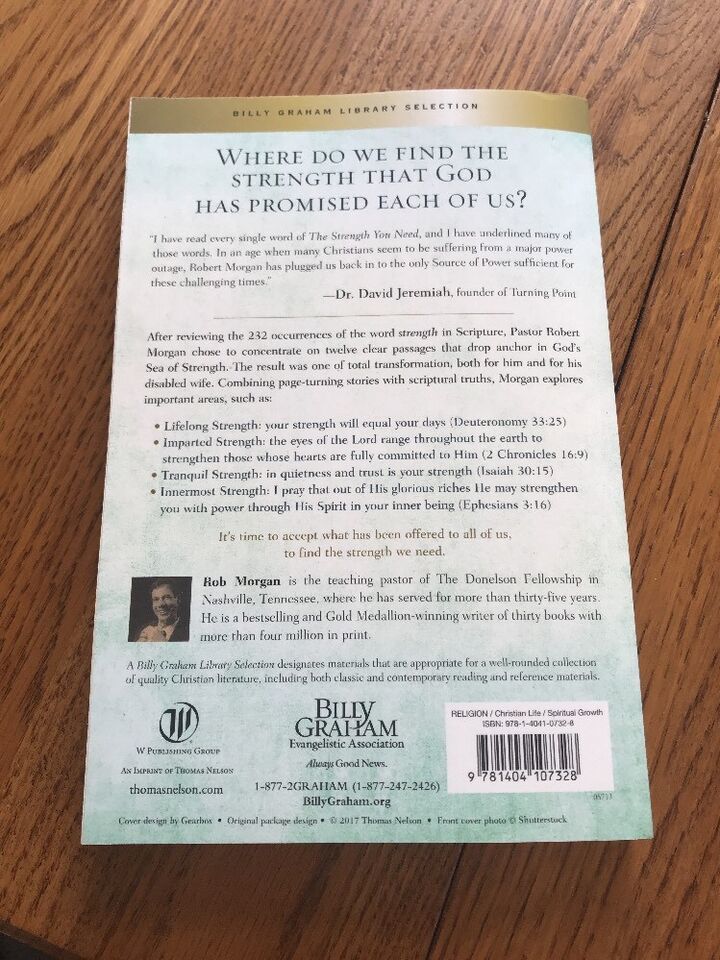 BILLY GRAHAM LIBRARY SELECTION
WHERE DO WE FIND THE
STRENGTH THAT GOD
HAS PROMISED EACH OF US?
"I have read every single word of The Strength You Need, and I have underlined many of
those words. In an age when many Christians seem to be suffering from a major power
outage, Robert Morgan has plugged us back in to the only Source of Power sufficient for
these challenging times."
—Dr. David Jeremiah, founder of Turning Point
After reviewing the 232 occurrences of the word strength in Scripture, Pastor Robert
Morgan chose to concentrate on twelve clear passages that drop anchor in God's
Sea of Strength. The result was one of total transformation, both for him and for his
disabled wife. Combining page-turning stories with scriptural truths, Morgan explores
important areas, such as:
• Lifelong Strength: your strength will equal your days (Deuteronomy 33:25)
• Imparted Strength: the eyes of the Lord range throughout the earth to
strengthen those whose hearts are fully committed to Him (2 Chronicles 16:9)
• Tranquil Strength: in quietness and trust is your strength (Isaiah 30:15)
• Innermost Strength: I pray that out of His glorious riches He may strengthen
you with power through His Spirit in your inner being (Ephesians 3:16)
It's time to accept what has been offered to all of us,
to find the strength we need.
Rob Morgan is the teaching pastor of The Donelson Fellowship in
Nashville, Tennessee, where he has served for more than thirty-five years.
He is a bestselling and Gold Medallion-winning writer of thirty books with
more than four million in print.
A Billy Graham Library Selection designates materials that are appropriate for a well-rounded collection
of quality Christian literature, including both classic and contemporary reading and reference materials.
W PUBLISHING GROUP
AN IMPRINT OF THOMAS NELSON
thomasnelson.com
BILLY
GRAHAM
Evangelistic Association
Always Good News.
1-877-2GRAHAM (1-877-247-2426)
BillyGraham.org
RELIGION / Christian Life / Spiritual Growth
ISBN: 978-1-4041-0732-8
9 781404 107328
Cover design by Gearbox • Original package design • © 2017 Thomas Nelson • Front cover photo © Shutterstock